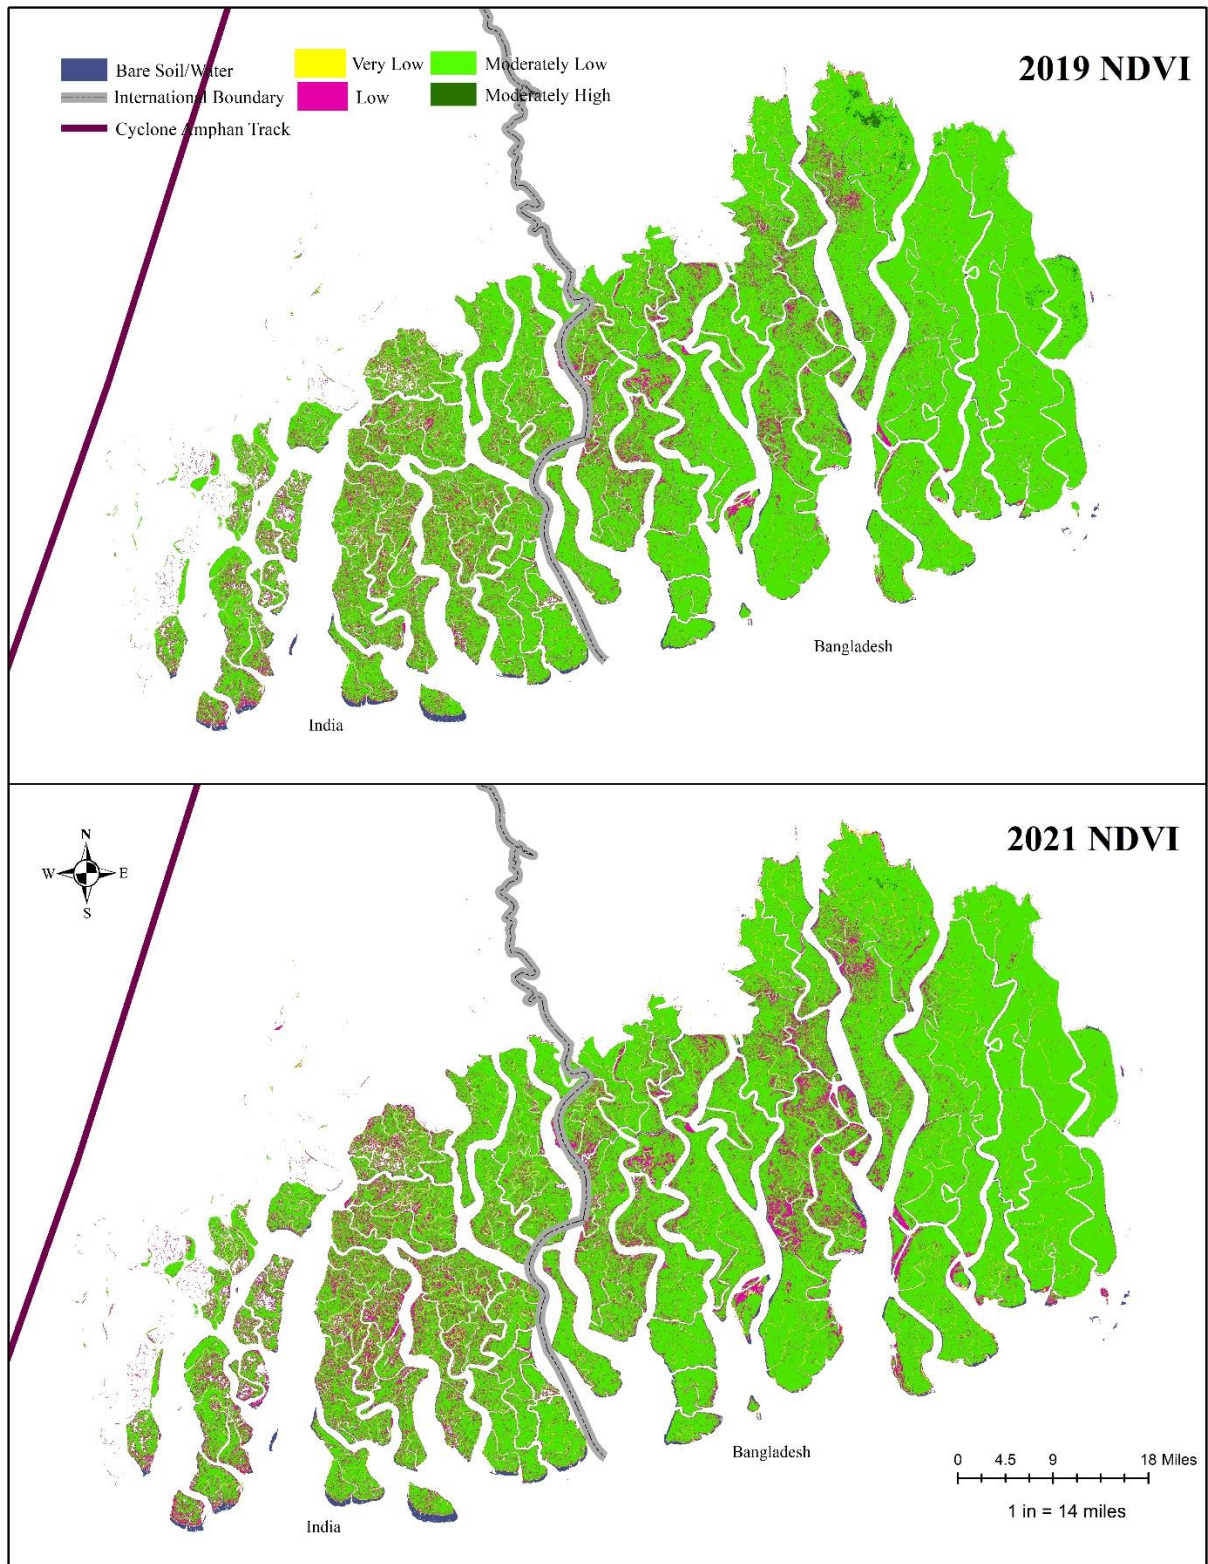 2019 NDVI
Bare Soil/Water
International Boundary
Cyclone Amphan Track
Very Low
Low
Moderately Low
Moderately High
Bangladesh
India
2021 NDVI
N
W E
S
Bangladesh
India
0 4.5 9 18 Miles
1 in = 14 miles